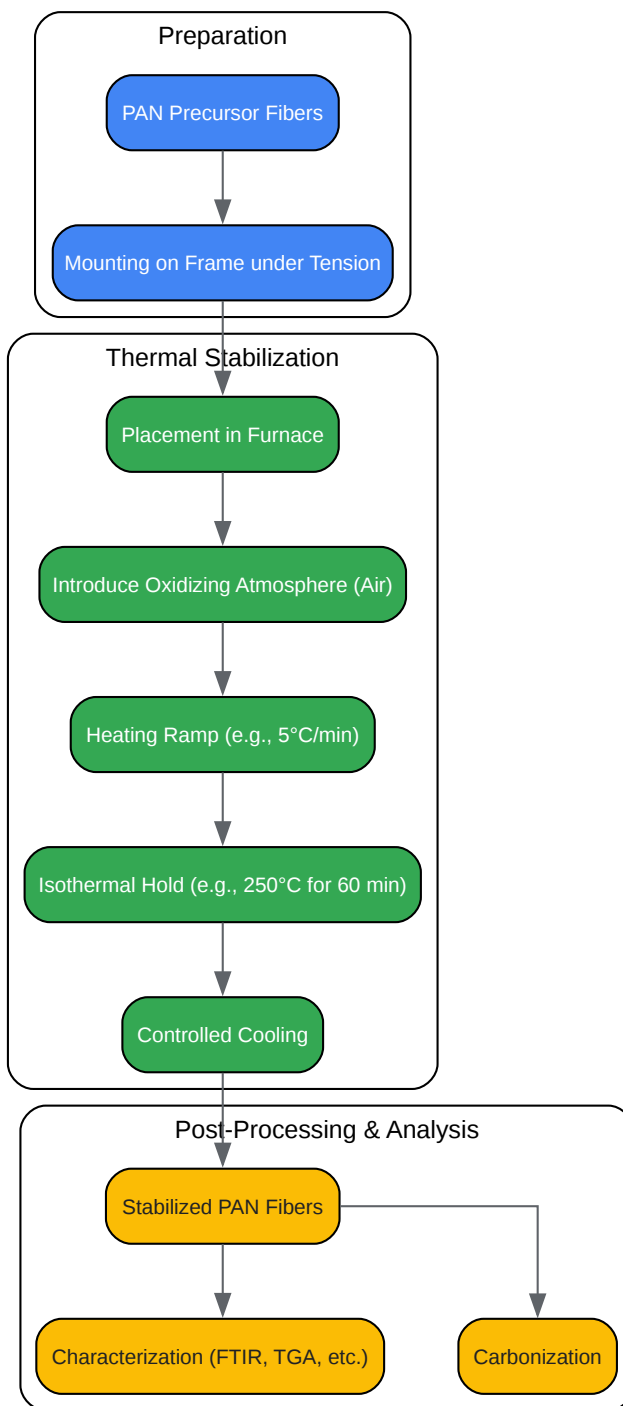 Preparation
PAN Precursor Fibers
Mounting on Frame under Tension
Thermal Stabilization
Placement in Furnace
Introduce Oxidizing Atmosphere (Air)
Heating Ramp (e.g., 5°C/min)
Isothermal Hold (e.g., 250°C for 60 min)
Controlled Cooling
Post-Processing & Analysis
Stabilized PAN Fibers
Characterization (FTIR, TGA, etc.)
Carbonization